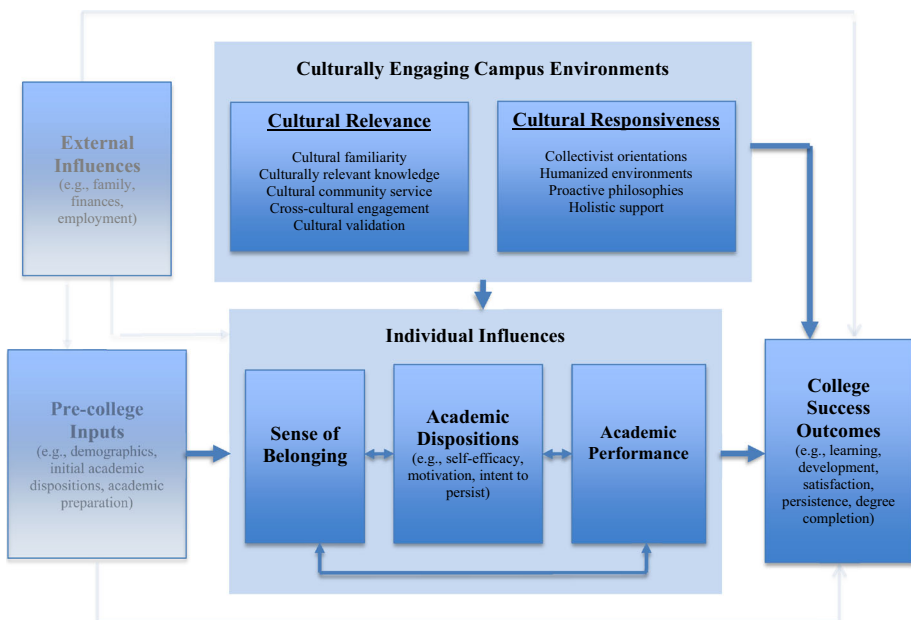 Culturally Engaging Campus Environments
Cultural Relevance
Cultural familiarity
Culturally relevant knowledge
Cultural community service
Cross-cultural engagement
Cultural validation
Cultural Responsiveness
Collectivist orientations
Humanized environments
Proactive philosophies
Holistic support
External
Influences
(e.g., family,
finances,
employment)
Pre-college
Inputs
(e.g., demographics,
initial academic
dispositions, academic
preparation)
Individual Influences
Sense of
Belonging
Academic
Dispositions
(e.g., self-efficacy,
motivation, intent to
persist)
Academic
Performance
College
Success
Outcomes
(e.g., learning,
development,
satisfaction,
persistence, degree
completion)